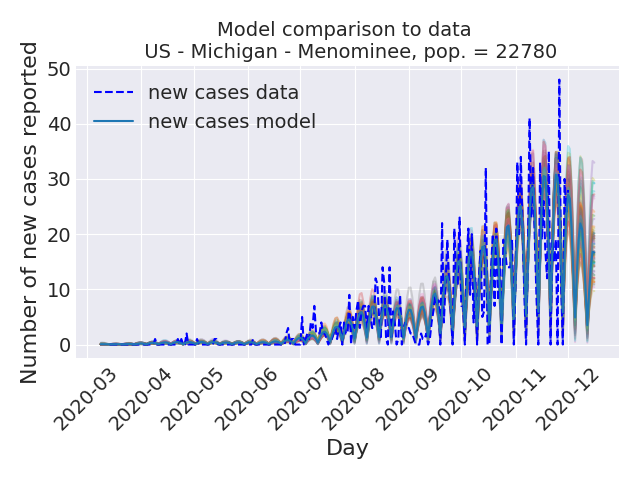 Model comparison to data
US - Michigan - Menominee, pop. = 22780
Number of new cases reported
50
40
30
20
10
0
new cases data
new cases model
2020-03
2020-04
2020-05
2020-06
2020-07
2020-08
2020-09
2020-10
2020-11
2020-12
Day